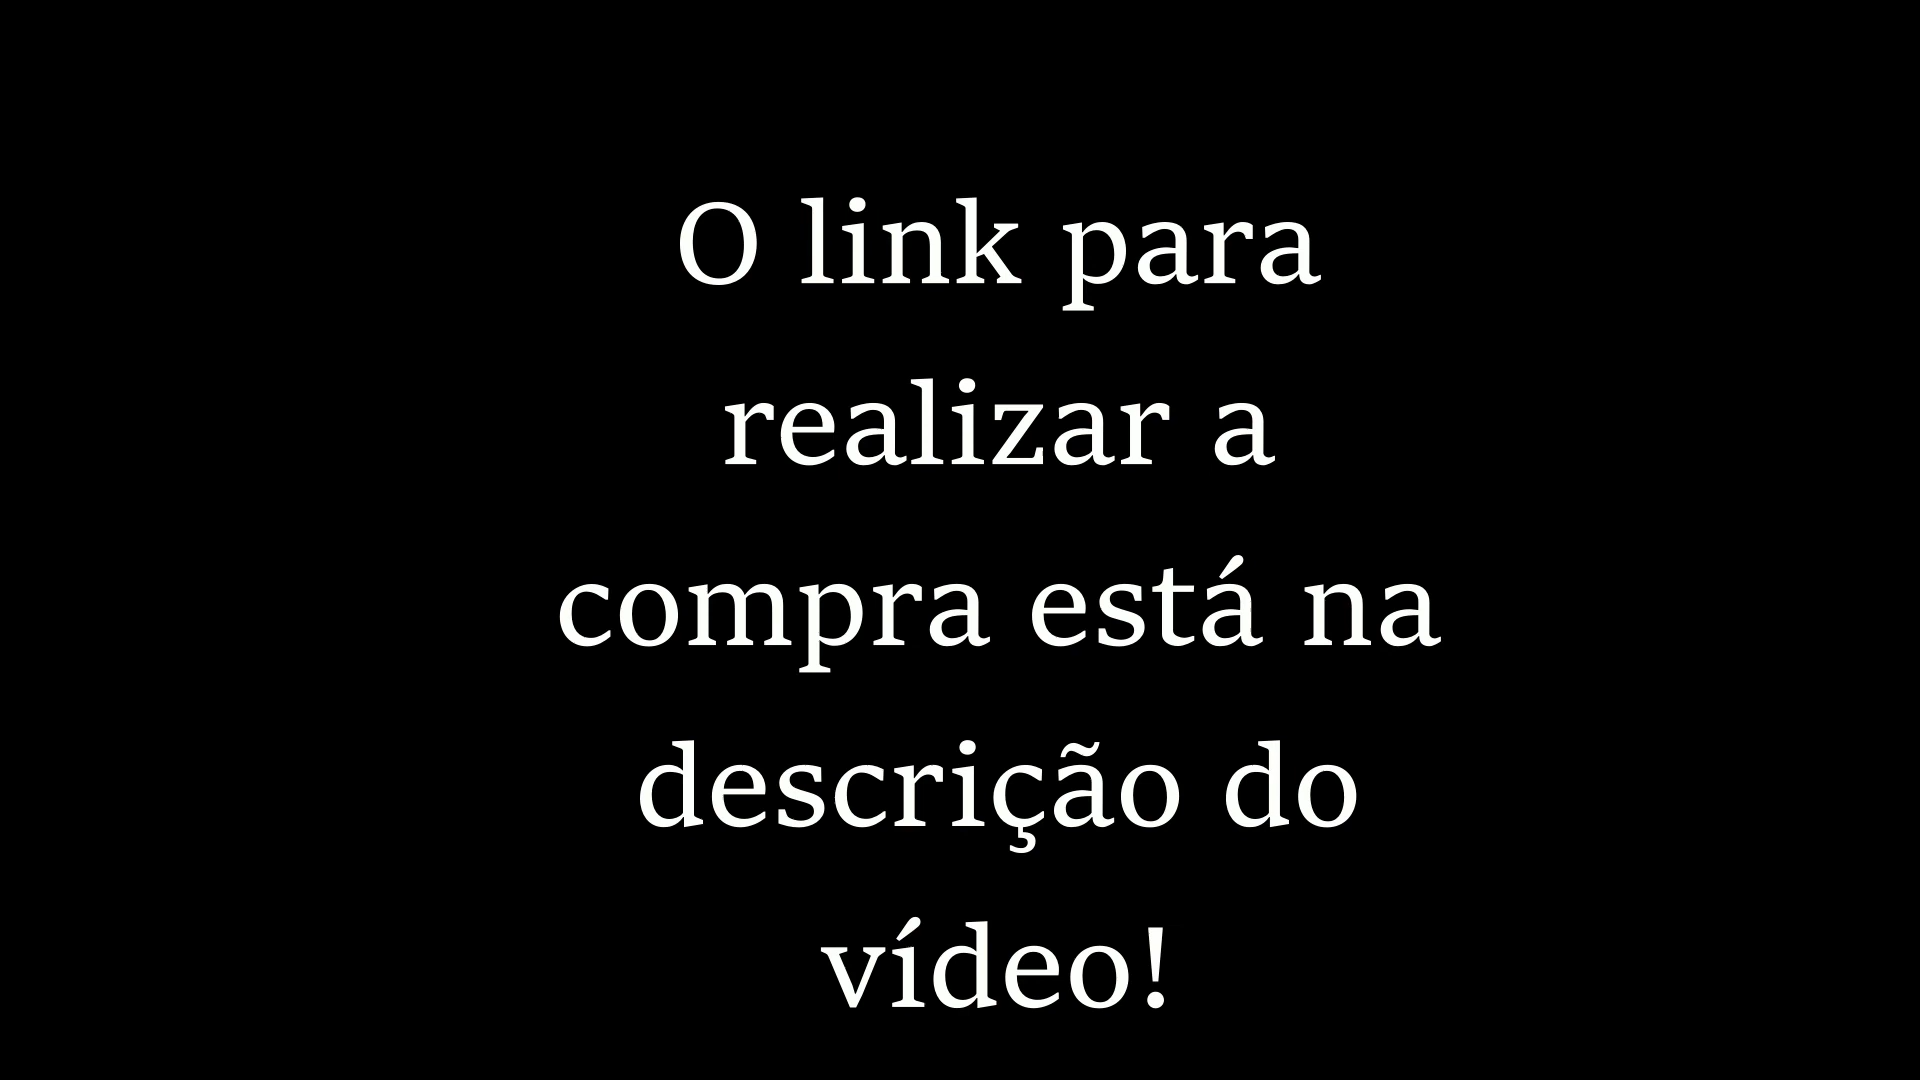 O link para
realizar a
compra está na
descrição do
vídeo!